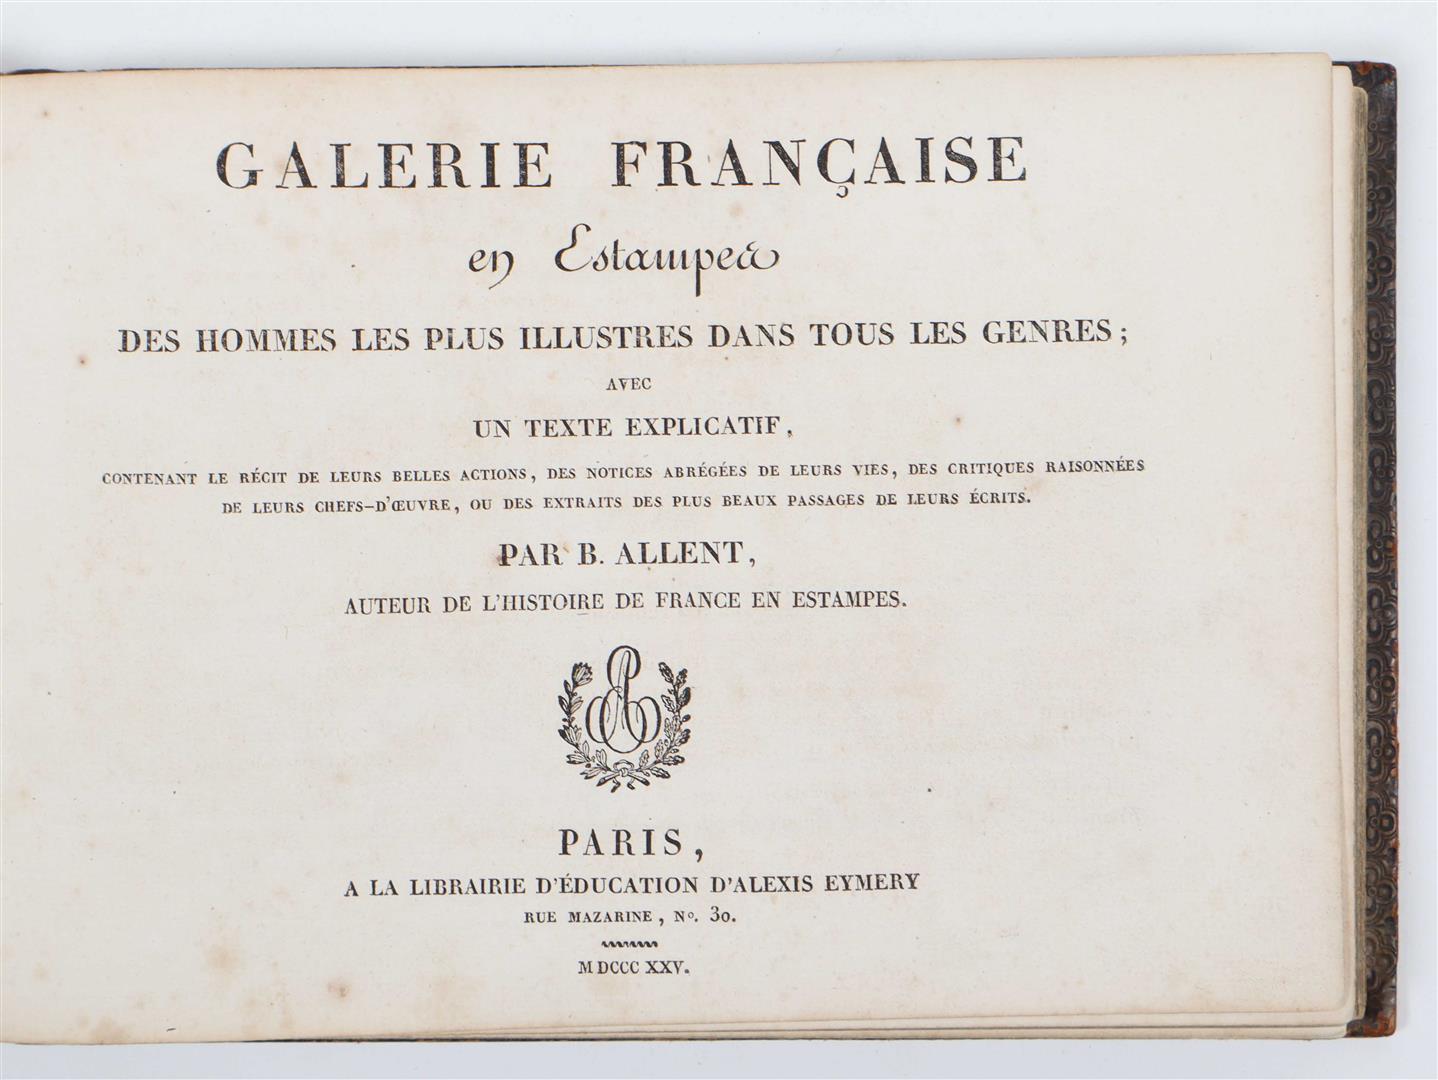 GALERIE FRANÇAISE
en Estampes
DES HOMMES LES PLUS ILLUSTRES DANS TOUS LES GENRES ;
AVEC
UN TEXTE EXPLICATIF,
CONTENANT LE RÉCIT DE LEURS BELLES ACTIONS, DES NOTICES ABRÉGÉES DE LEURS VIES, DES CRITIQUES RAISONNÉES
DE LEURS CHEFS-D'ŒUVRE, OU DES EXTRAITS DES PLUS BEAUX PASSAGES DE LEURS ÉCRITS.
PAR B. ALLENT,
AUTEUR DE L'HISTOIRE DE FRANCE EN ESTAMPES.
AE
PARIS,
A LA LIBRAIRIE D'ÉDUCATION D'ALEXIS EYMERY
RUE MAZARINE, Nº. 30.
MDCCC XXV.